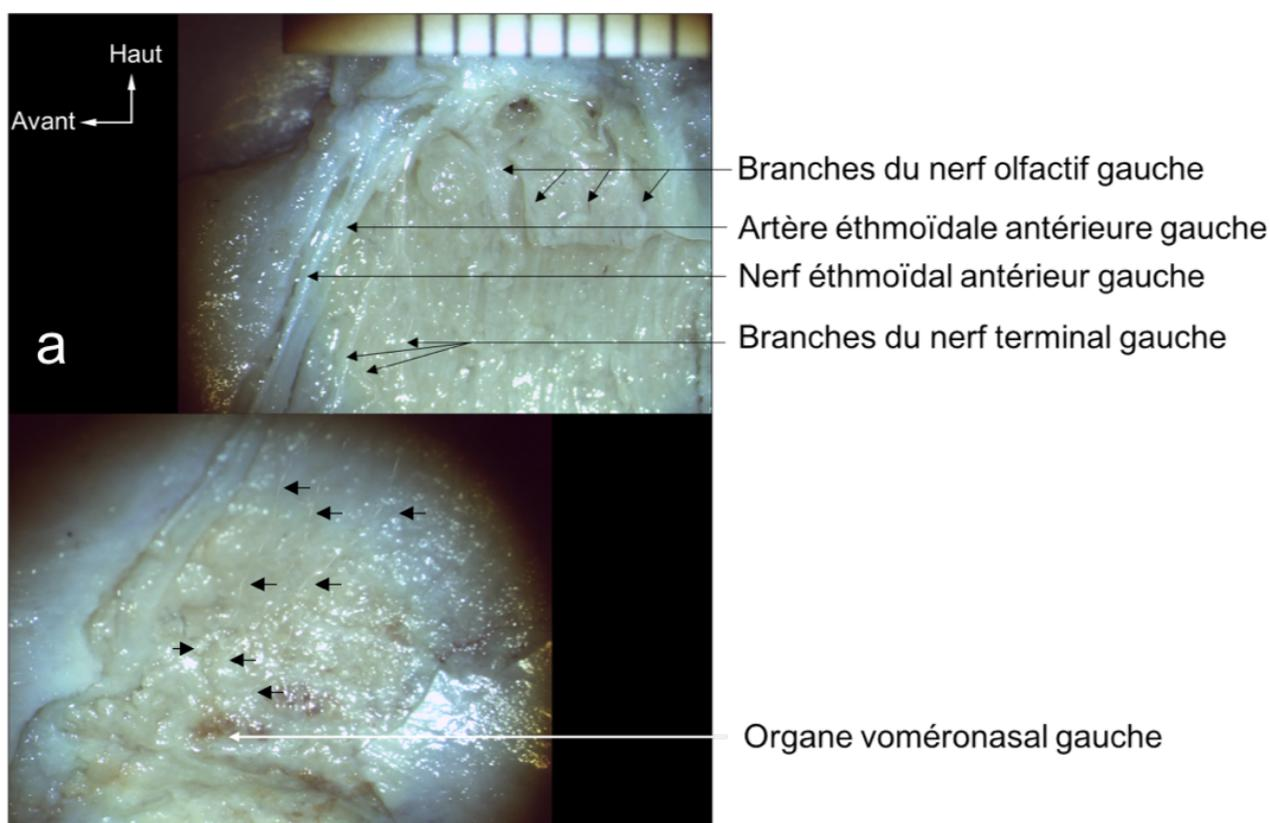 Haut
Avant
Branches du nerf olfactif gauche
Artère éthmoïdale antérieure gauche
Nerf éthmoïdal antérieur gauche
a
Branches du nerf terminal gauche
Organe voméronasal gauche